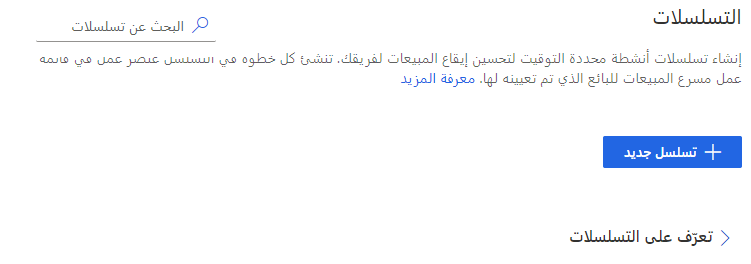 التسلسلات
البحث عن تسلسلات
إنشاء تسلسلات أنشطة محددة التوقيت لتحسين إيقاع المبيعات لفريقك. تنشئ كل خطوة في التسلسل عنصر عمل في قائمة
عمل مسرع المبيعات للبائع الذي تم تعيينه لها. معرفة المزيد
تسلسل جديد
تعرّف على التسلسلات